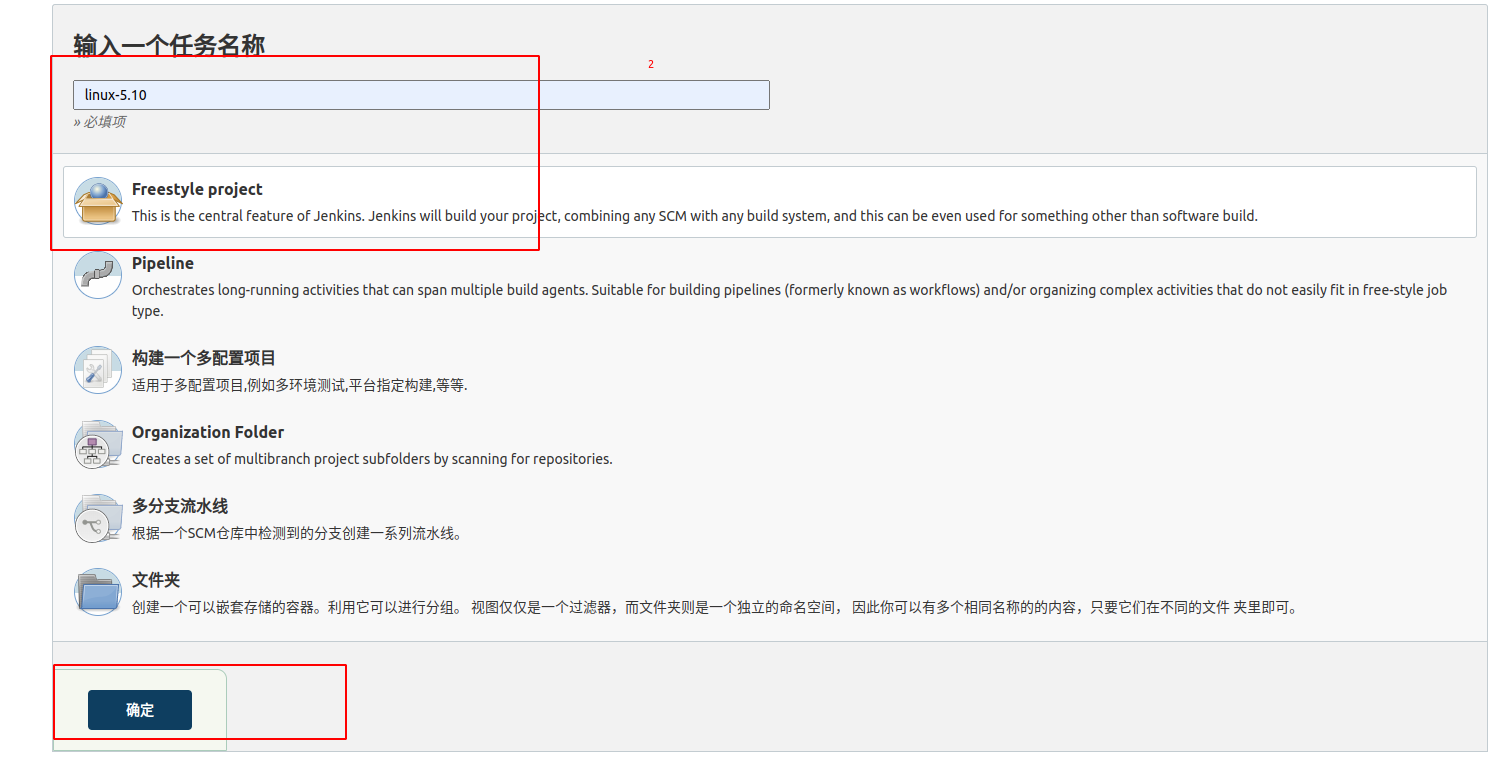 输入一个任务名称
2
linux-5.10
» 必填项
Freestyle project
This is the central feature of Jenkins. Jenkins will build your project, combining any SCM with any build system, and this can be even used for something other than software build.
Pipeline
Orchestrates long-running activities that can span multiple build agents. Suitable for building pipelines (formerly known as workflows) and/or organizing complex activities that do not easily fit in free-style job
type.
构建一个多配置项目
适用于多配置项目,例如多环境测试,平台指定构建,等等.
Organization Folder
Creates a set of multibranch project subfolders by scanning for repositories.
多分支流水线
根据一个SCM仓库中检测到的分支创建一系列流水线。
文件夹
创建一个可以嵌套存储的容器。利用它可以进行分组。 视图仅仅是一个过滤器，而文件夹则是一个独立的命名空间， 因此你可以有多个相同名称的的内容，只要它们在不同的文件 夹里即可。
确定